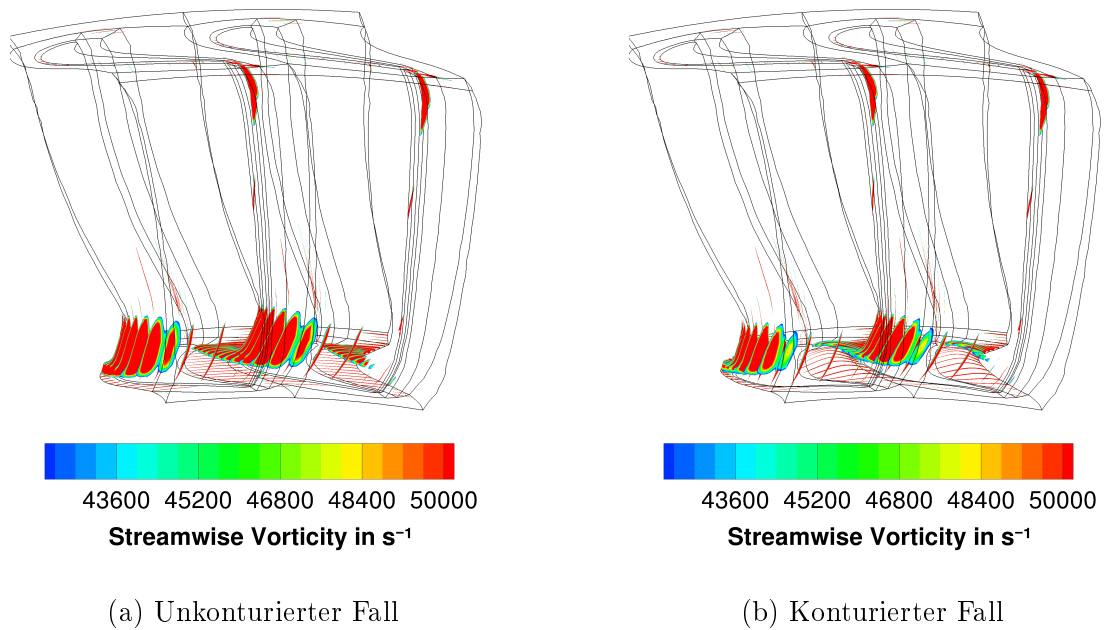 43600 45200 46800 48400 50000
Streamwise Vorticity in s⁻¹
(a) Unkonturierter Fall
43600 45200 46800 48400 50000
Streamwise Vorticity in s⁻¹
(b) Konturierter Fall